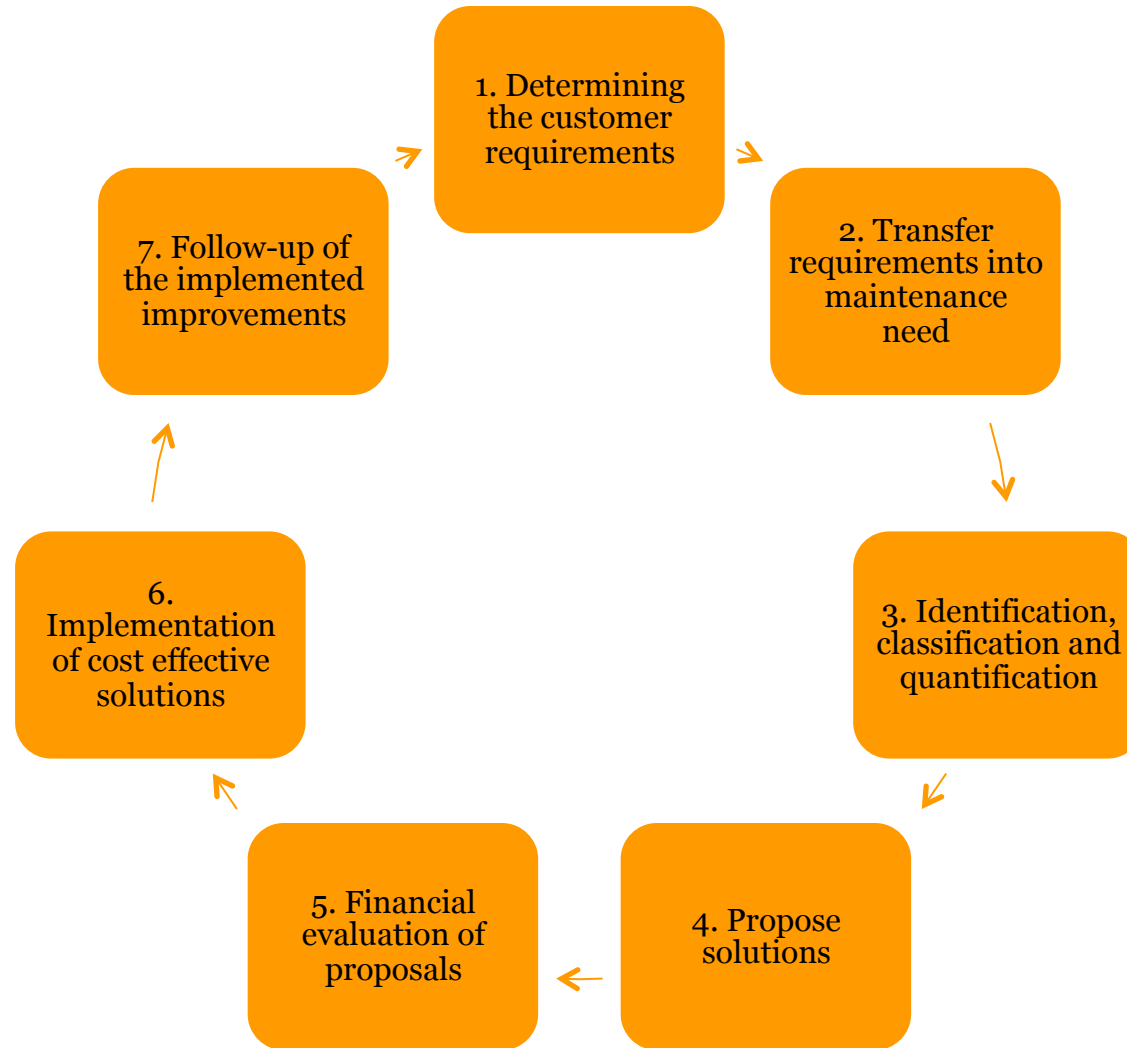 1. Determining
the customer
requirements
2. Transfer
requirements into
maintenance
need
3. Identification,
classification and
quantification
4. Propose
solutions
5. Financial
evaluation of
proposals
6.
Implementation
of cost effective
solutions
7. Follow-up of
the implemented
improvements